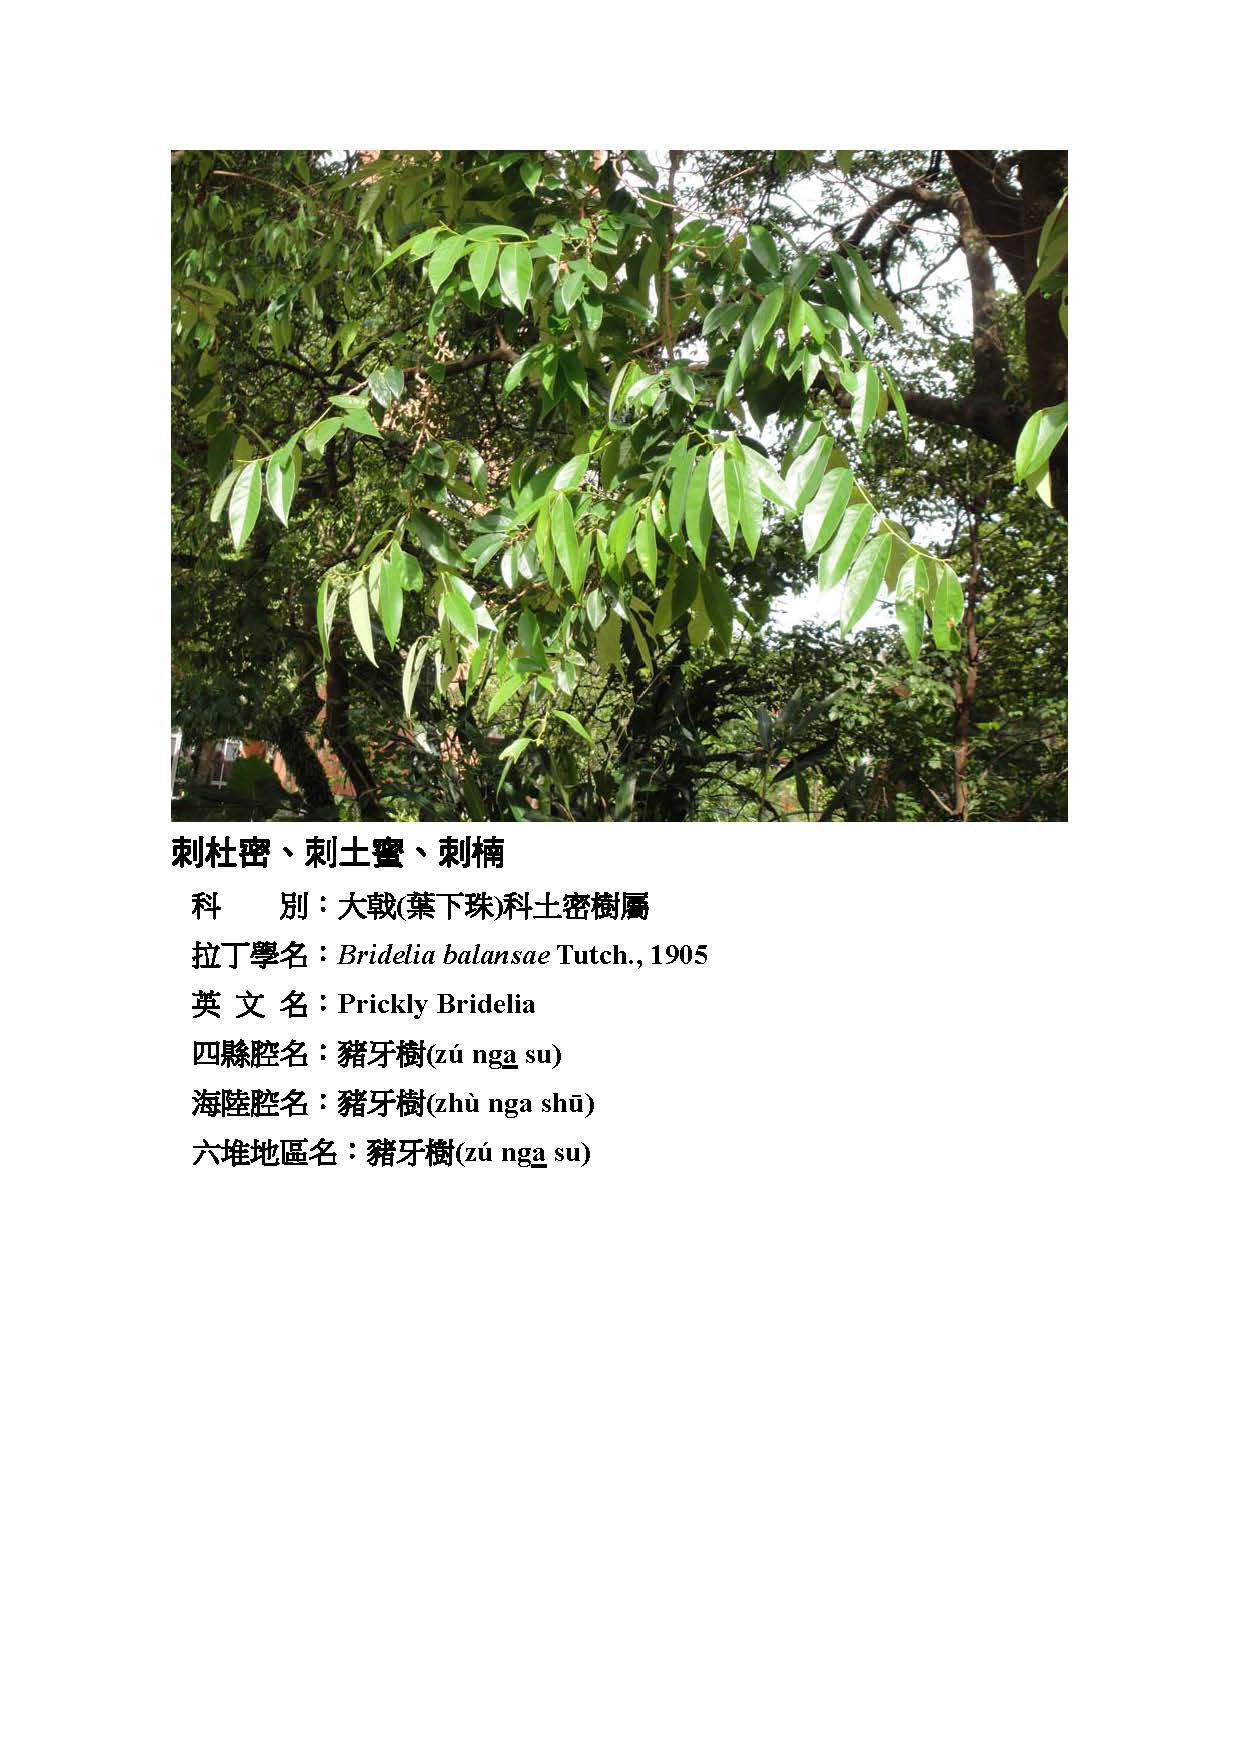 刺杜密、刺土蜜、刺楠
科　　別：大戟(葉下珠)科土密樹屬
拉丁學名：Bridelia balansae Tutch., 1905
英 文 名：Prickly Bridelia
四縣腔名：豬牙樹(zú nga su)
海陸腔名：豬牙樹(zhù nga shū)
六堆地區名：豬牙樹(zú nga su)